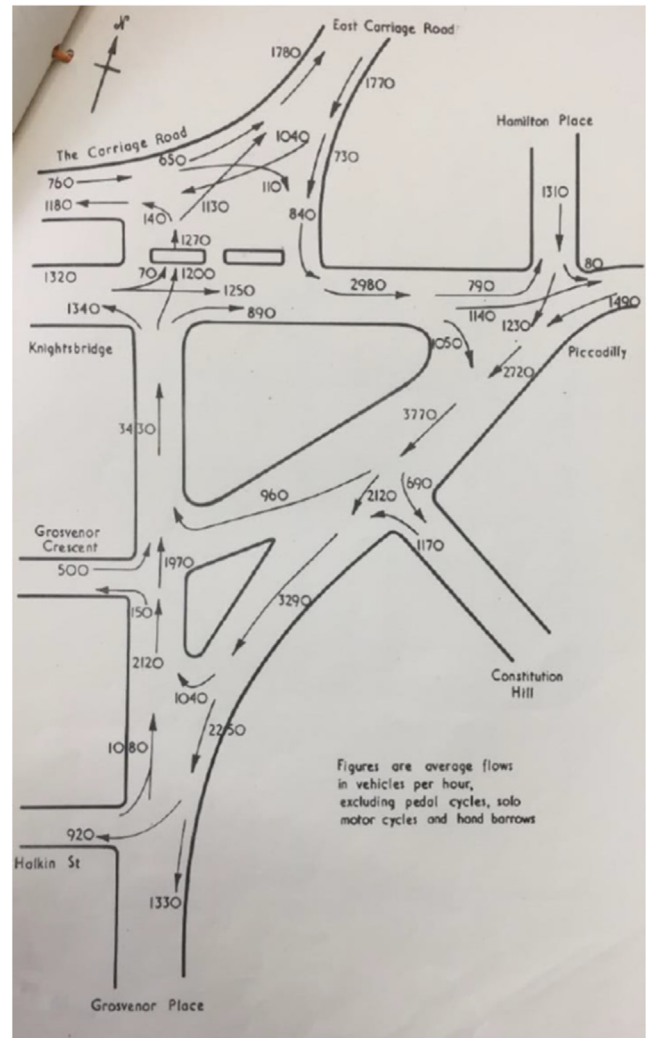 N
East Carriage Road
1780
1770
Hamilton Place
The Carriage Road
650
1040
730
760
110
1180
140
1130
840
1310
1270
80
1320
70
1200
1250
2980
790
1490
1340
890
1140
1230
Knightsbridge
1050
Piccadilly
2720
3430
3770
960
2120
690
Grosvenor
Crescent
500
1970
1170
150
3290
2120
1040
Constitution
Hill
2250
1080
Figures are average flows
in vehicles per hour,
excluding pedal cycles, solo
motor cycles and hand barrows
920
Halkin St
1330
Grosvenor Place